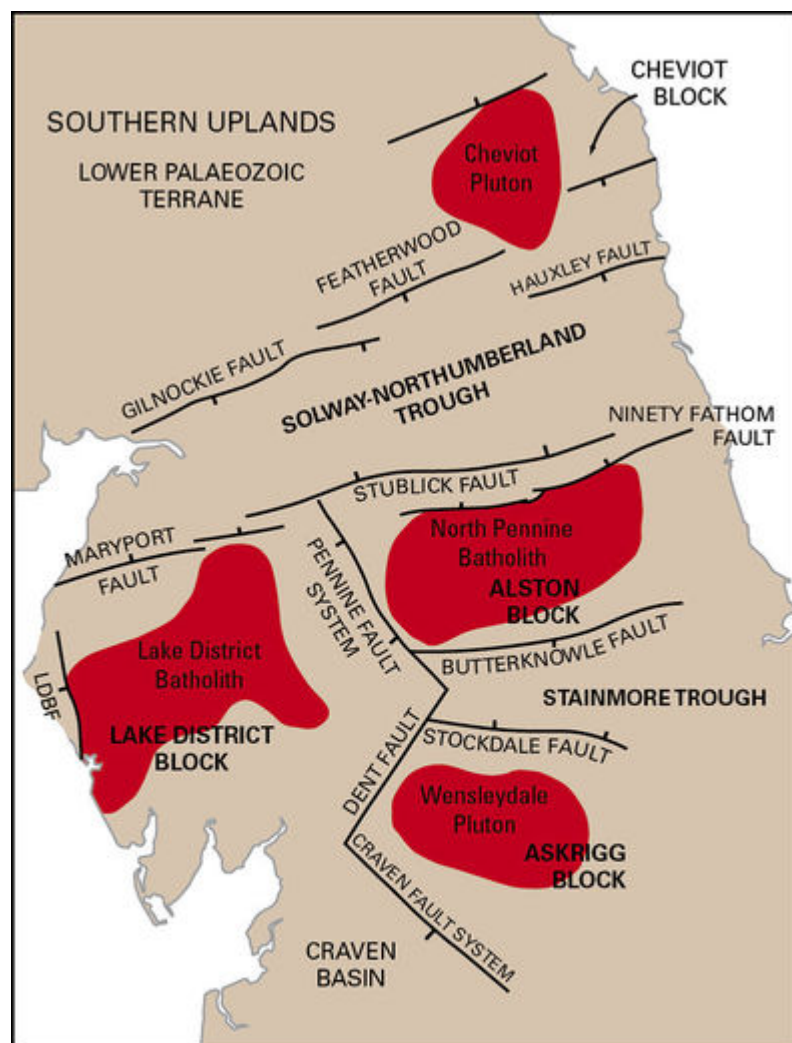 CHEVIOT
BLOCK
SOUTHERN UPLANDS
LOWER PALAEOZOIC
TERRANE
Cheviot
Pluton
FEATHERWOOD
FAULT
HAUXLEY FAULT
GILNOCKIE FAULT
SOLWAY-NORTHUMBERLAND
TROUGH
NINETY FATHOM
FAULT
STUBLICK FAULT
MARYPORT
FAULT
PENNINE FAULT
SYSTEM
North Pennine
Batholith
ALSTON
BLOCK
BUTTERKNOWLE FAULT
Lake District
Batholith
LDBF
LAKE DISTRICT
BLOCK
STAINMORE TROUGH
STOCKDALE FAULT
DENT FAULT
Wensleydale
Pluton
ASKRIGG
BLOCK
CRAVEN FAULT SYSTEM
CRAVEN
BASIN